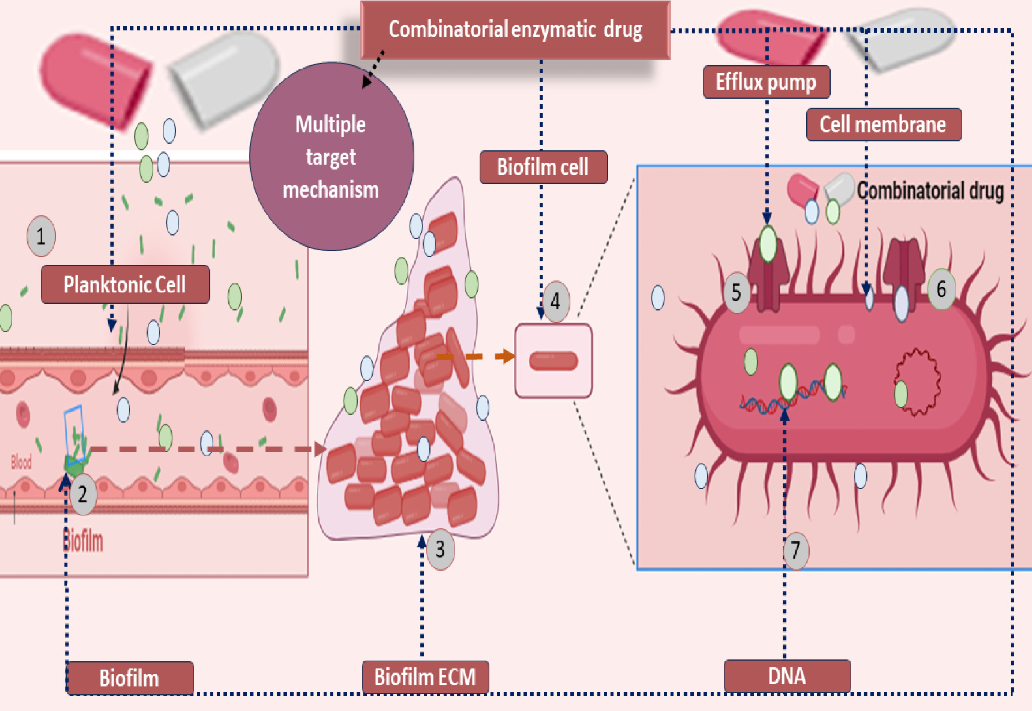 Combinatorial enzymatic drug
Efflux pump
Cell membrane
Multiple
target
mechanism
Biofilm cell
Combinatorial drug
1
Planktonic Cell
4
5
6
Blood
2
Biofilm
3
7
Biofilm
Biofilm ECM
DNA